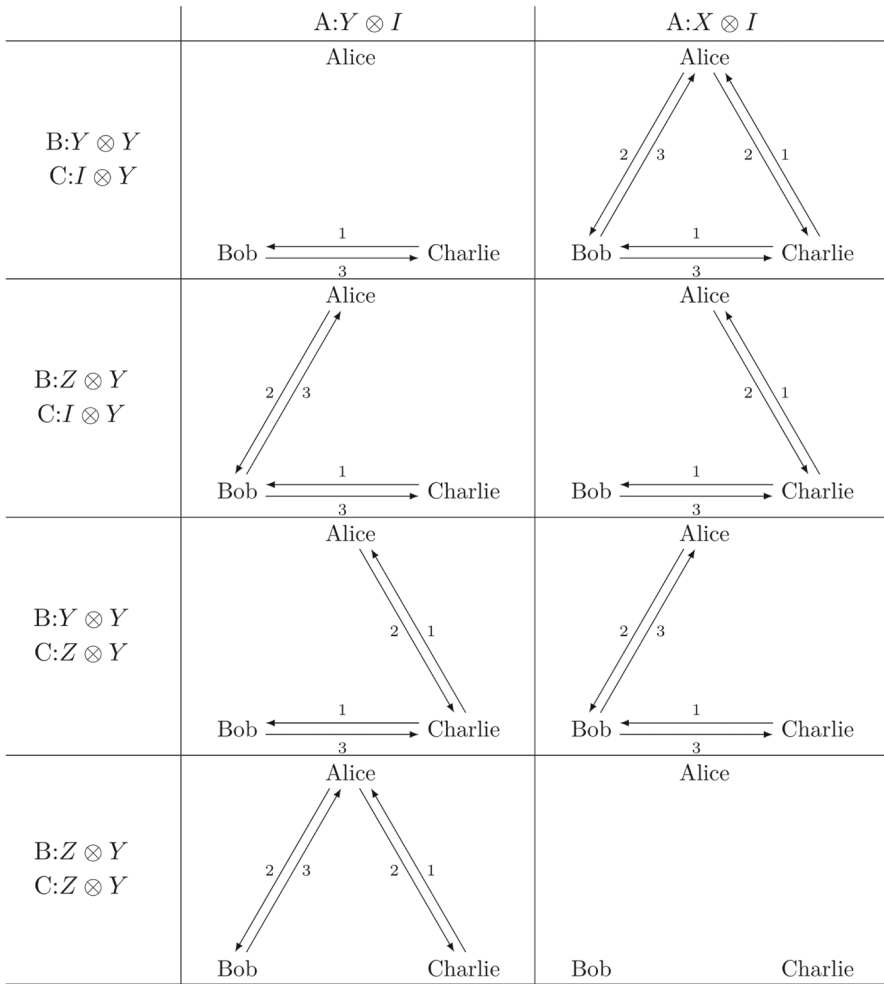 A:Y ⊗ I A:X ⊗ I
B:Y ⊗ Y
C:I ⊗ Y
Alice
Bob 1 Charlie
3
Alice
2 3 2 1
Bob 1 Charlie
3
B:Z ⊗ Y
C:I ⊗ Y
Alice
2 3
Bob 1 Charlie
3
Alice
2 1
Bob 1 Charlie
3
B:Y ⊗ Y
C:Z ⊗ Y
Alice
2 1
Bob 1 Charlie
3
Alice
2 3
Bob 1 Charlie
3
B:Z ⊗ Y
C:Z ⊗ Y
Alice
2 3 2 1
Bob Charlie
Alice
Bob Charlie